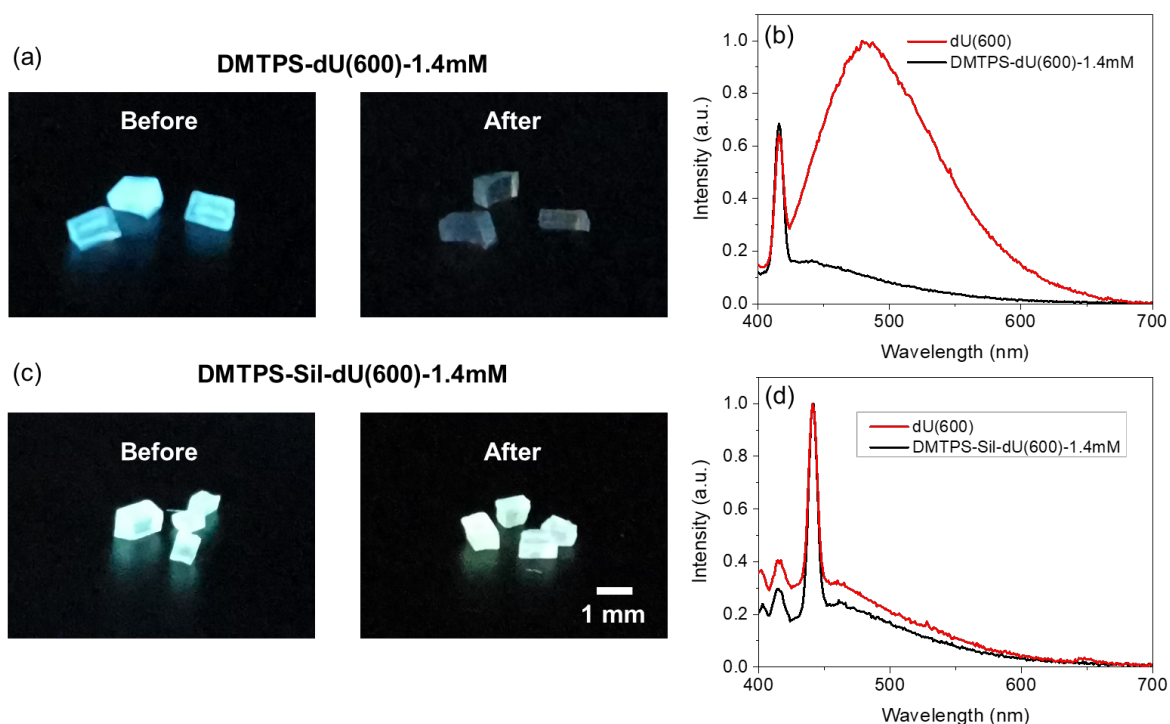 (a)
DMTPS-dU(600)-1.4mM
Before
After
(b)
dU(600)
DMTPS-dU(600)-1.4mM
1.0
0.8
0.6
0.4
0.2
0.0
Intensity (a.u.)
400
500
600
700
Wavelength (nm)
(c)
DMTPS-Sil-dU(600)-1.4mM
Before
After
1 mm
(d)
dU(600)
DMTPS-Sil-dU(600)-1.4mM
1.0
0.8
0.6
0.4
0.2
0.0
Intensity (a.u.)
400
500
600
700
Wavelength (nm)